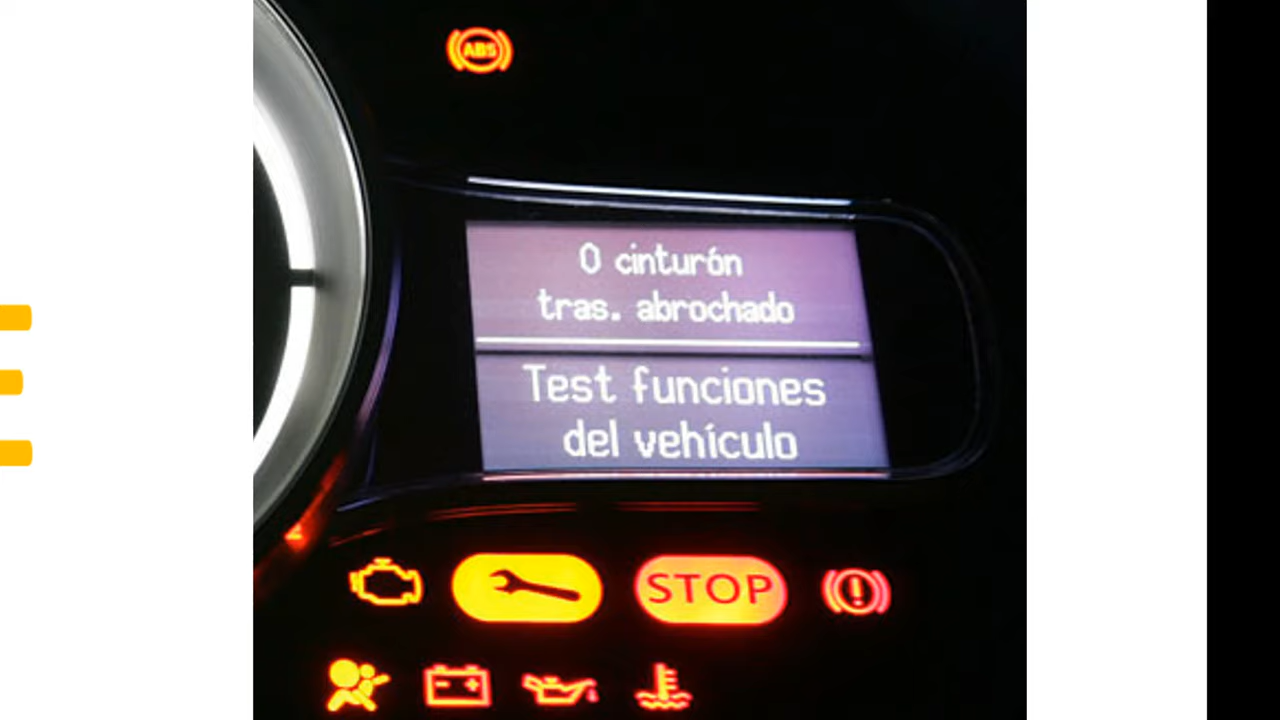 ABS
0 cinturón
tras. abrochado
Test funciones
del vehículo
STOP